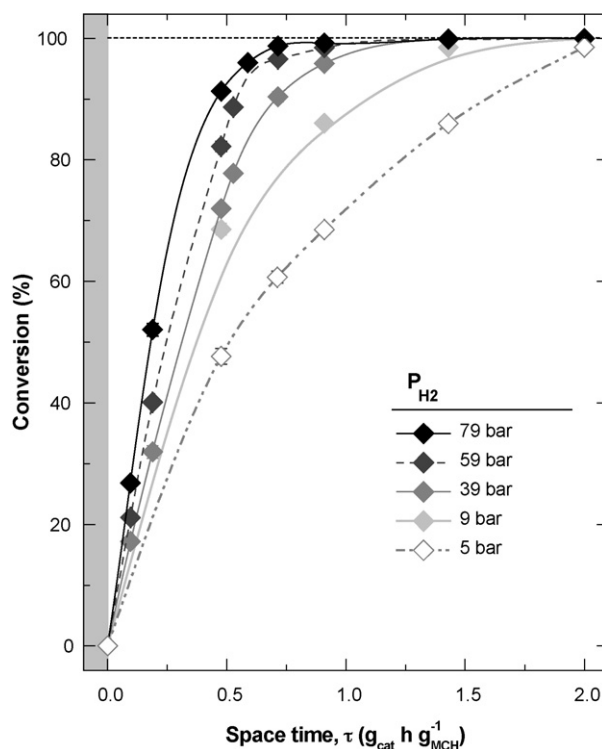 100
80
60
40
20
0
Conversion (%)
P_H2
79 bar
59 bar
39 bar
9 bar
5 bar
0.0 0.5 1.0 1.5 2.0
Space time, τ (g_cat h g_MCH^-1)